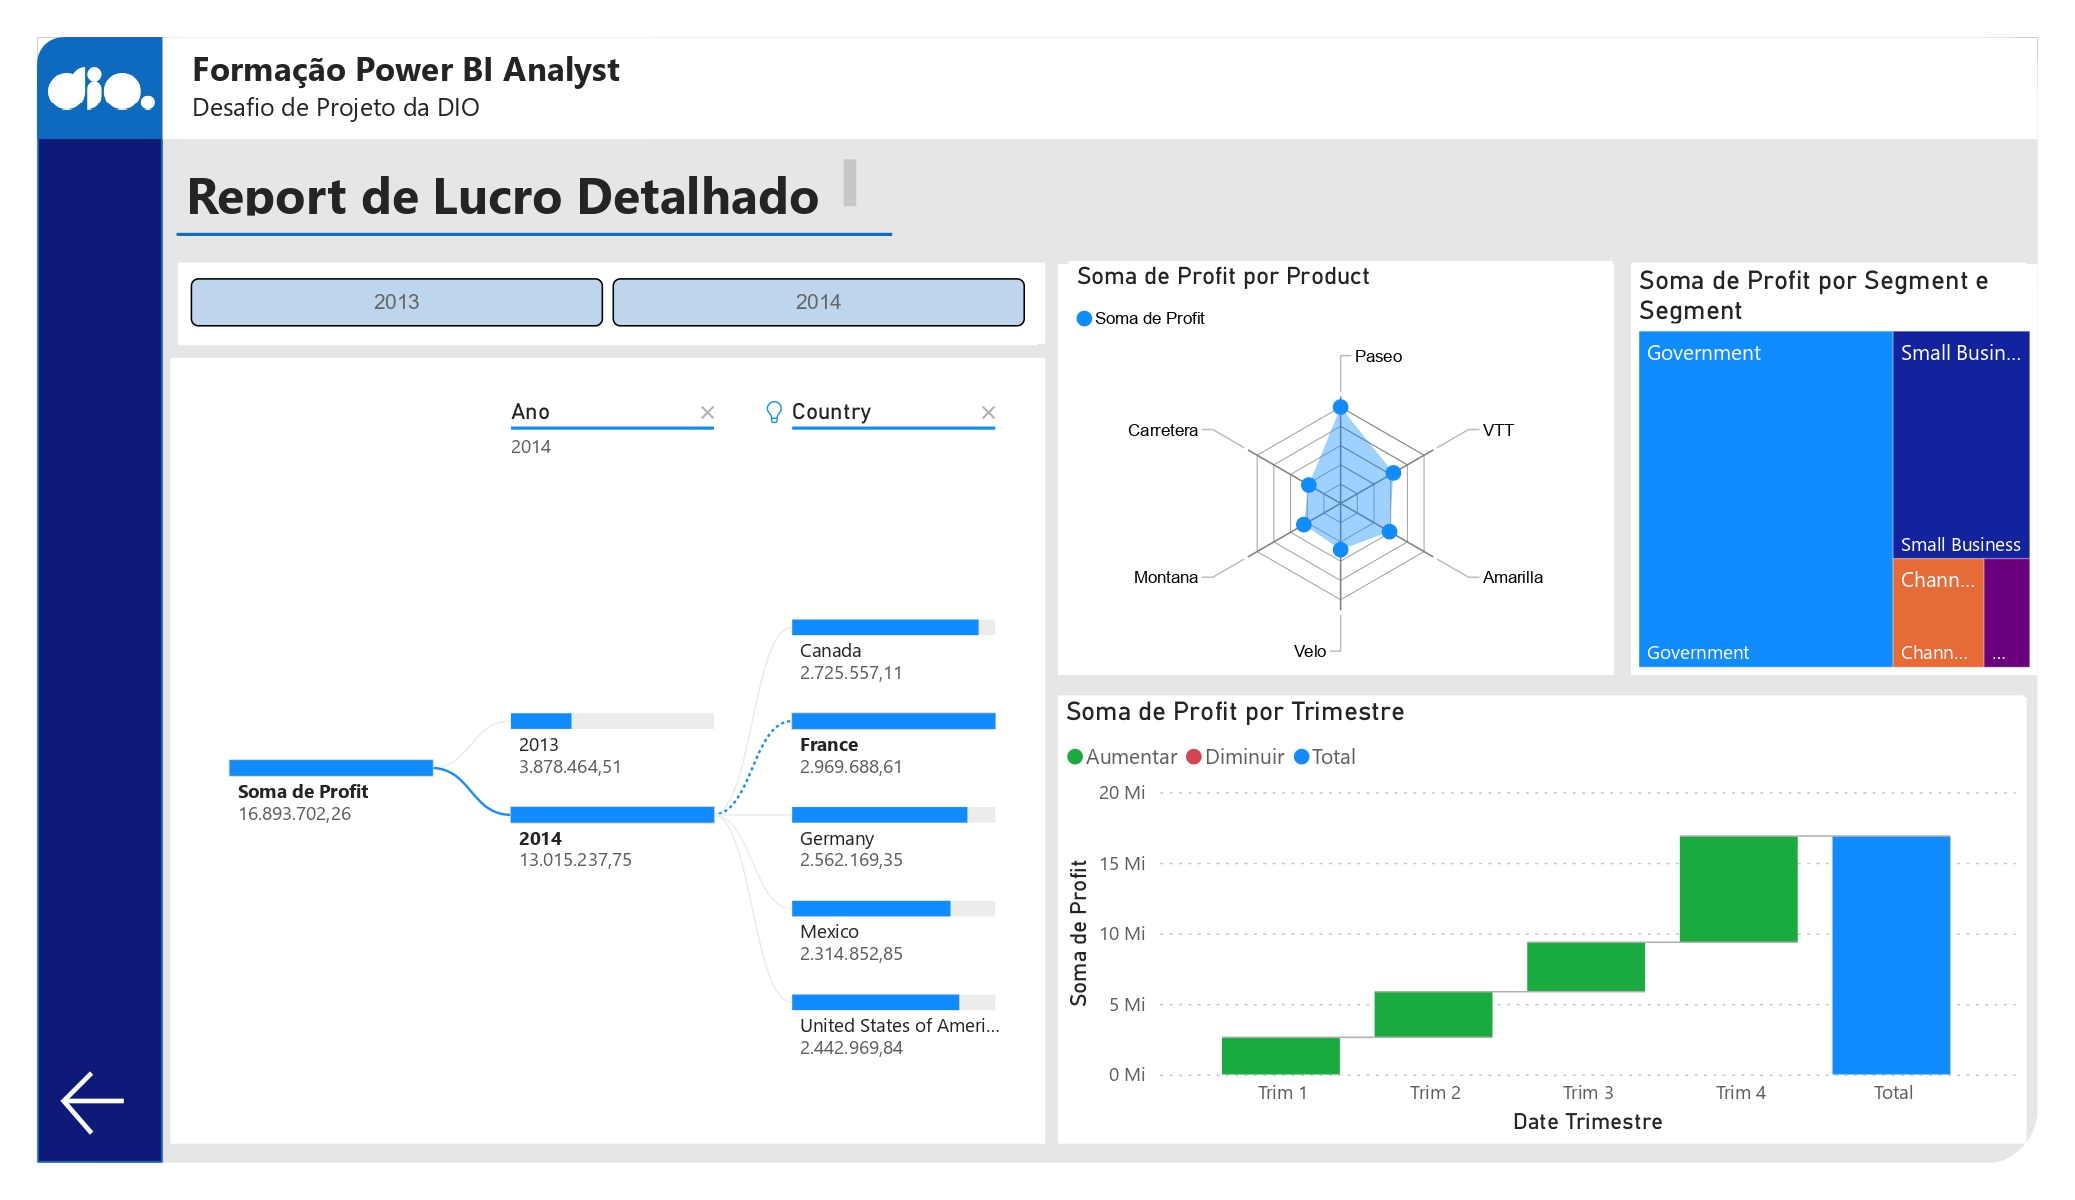 dio.
Formação Power BI Analyst
Desafio de Projeto da DIO
Report de Lucro Detalhado
2013
2014
Ano
2014
Country
Soma de Profit
16.893.702,26
2013
3.878.464,51
2014
13.015.237,75
Canada
2.725.557,11
France
2.969.688,61
Germany
2.562.169,35
Mexico
2.314.852,85
United States of Ameri...
2.442.969,84
Soma de Profit por Product
Soma de Profit
Paseo
VTT
Amarilla
Velo
Montana
Carretera
Soma de Profit por Segment e
Segment
Government
Government
Small Busin...
Small Business
Chann...
Chann...
...
Soma de Profit por Trimestre
Aumentar
Diminuir
Total
Soma de Profit
20 Mi
15 Mi
10 Mi
5 Mi
0 Mi
Trim 1
Trim 2
Trim 3
Trim 4
Total
Date Trimestre